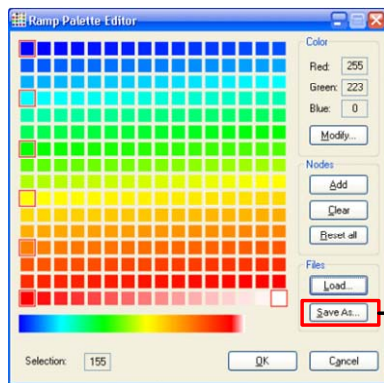 Ramp Palette Editor
Color
Red: 255
Green: 223
Blue: 0
Modify...
Nodes
Add
Clear
Reset all
Files
Load...
Save As...
Selection: 155
OK
Cancel